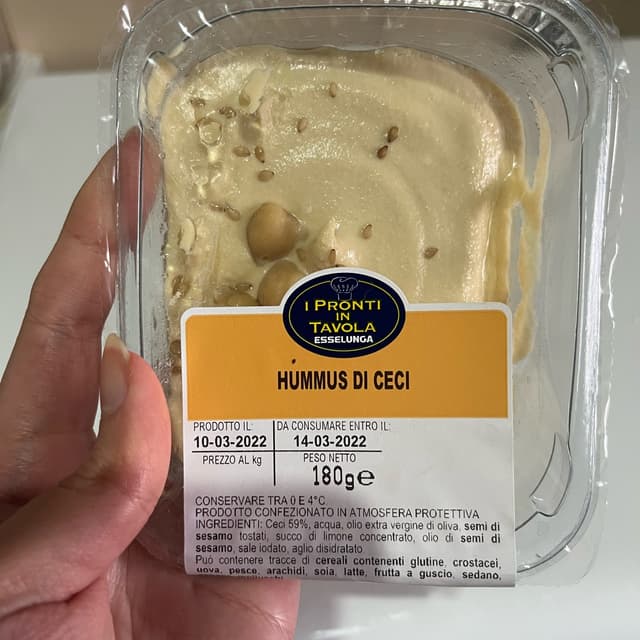 I PRONTI
IN
TAVOLA
ESSELUNGA
HUMMUS DI CECI
PRODOTTO IL:
10-03-2022
DA CONSUMARE ENTRO IL:
14-03-2022
PREZZO AL kg
PESO NETTO
180g e
CONSERVARE TRA 0 E 4°C.
PRODOTTO CONFEZIONATO IN ATMOSFERA PROTETTIVA
INGREDIENTI: Ceci 59%, acqua, olio extra vergine di oliva, semi di
sesamo tostati, succo di limone concentrato, olio di semi di
sesamo, sale iodato, aglio disidratato
Può contenere tracce di cereali contenenti glutine, crostacei,
uova, pesce, arachidi, soia, latte, frutta a guscio, sedano,